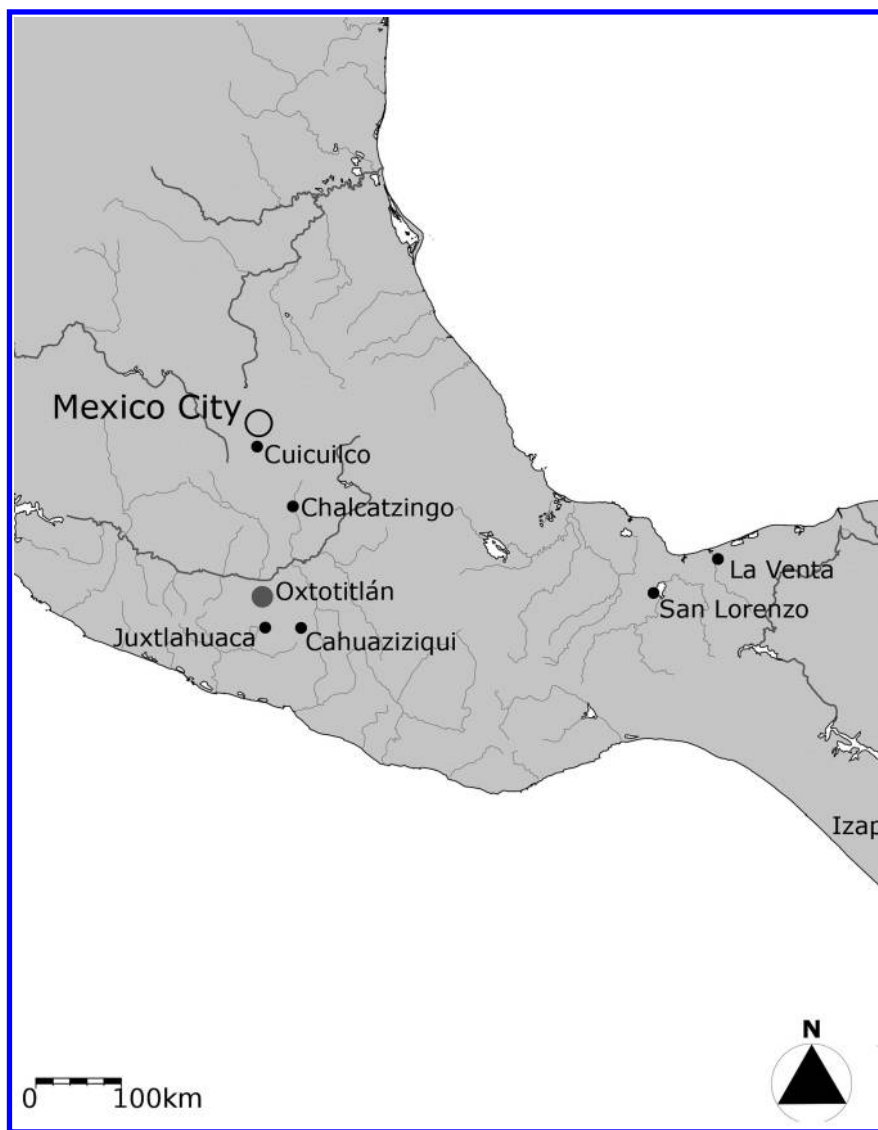 Mexico City
Cuicuilco
Chalcatzingo
Oxtotitlán
La Venta
San Lorenzo
Juxtlahuaca
Cahuaziziqui
Izap
N
0
100km